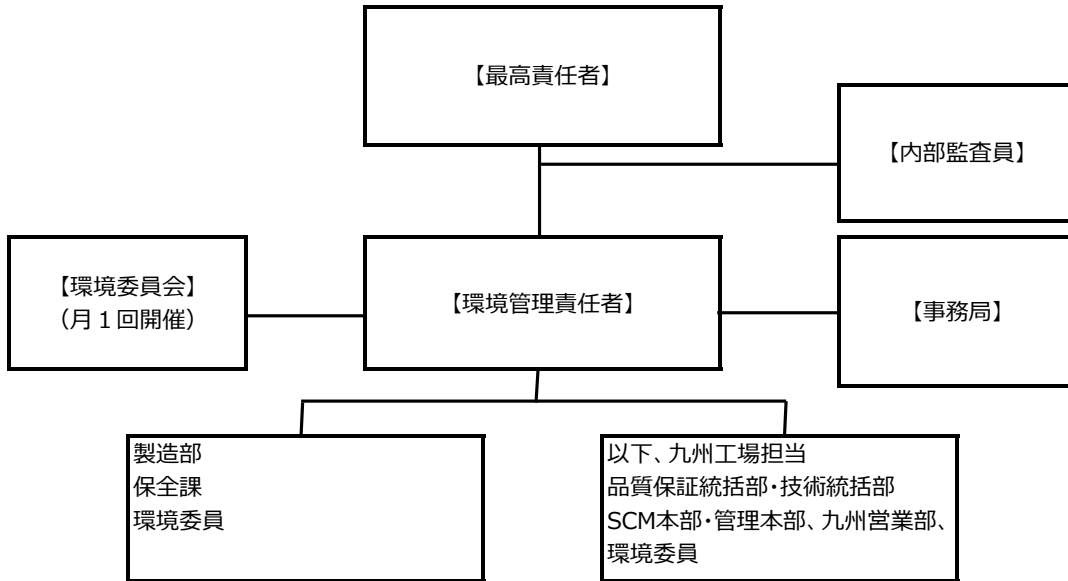 【最高責任者】
【内部監査員】
【環境委員会】
（月１回開催）
【環境管理責任者】
【事務局】
製造部
保全課
環境委員
以下、九州工場担当
品質保証統括部・技術統括部
SCM本部・管理本部、九州営業部、
環境委員